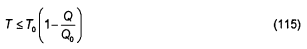 T ≤ T₀(1−Q/Q₀) (115)